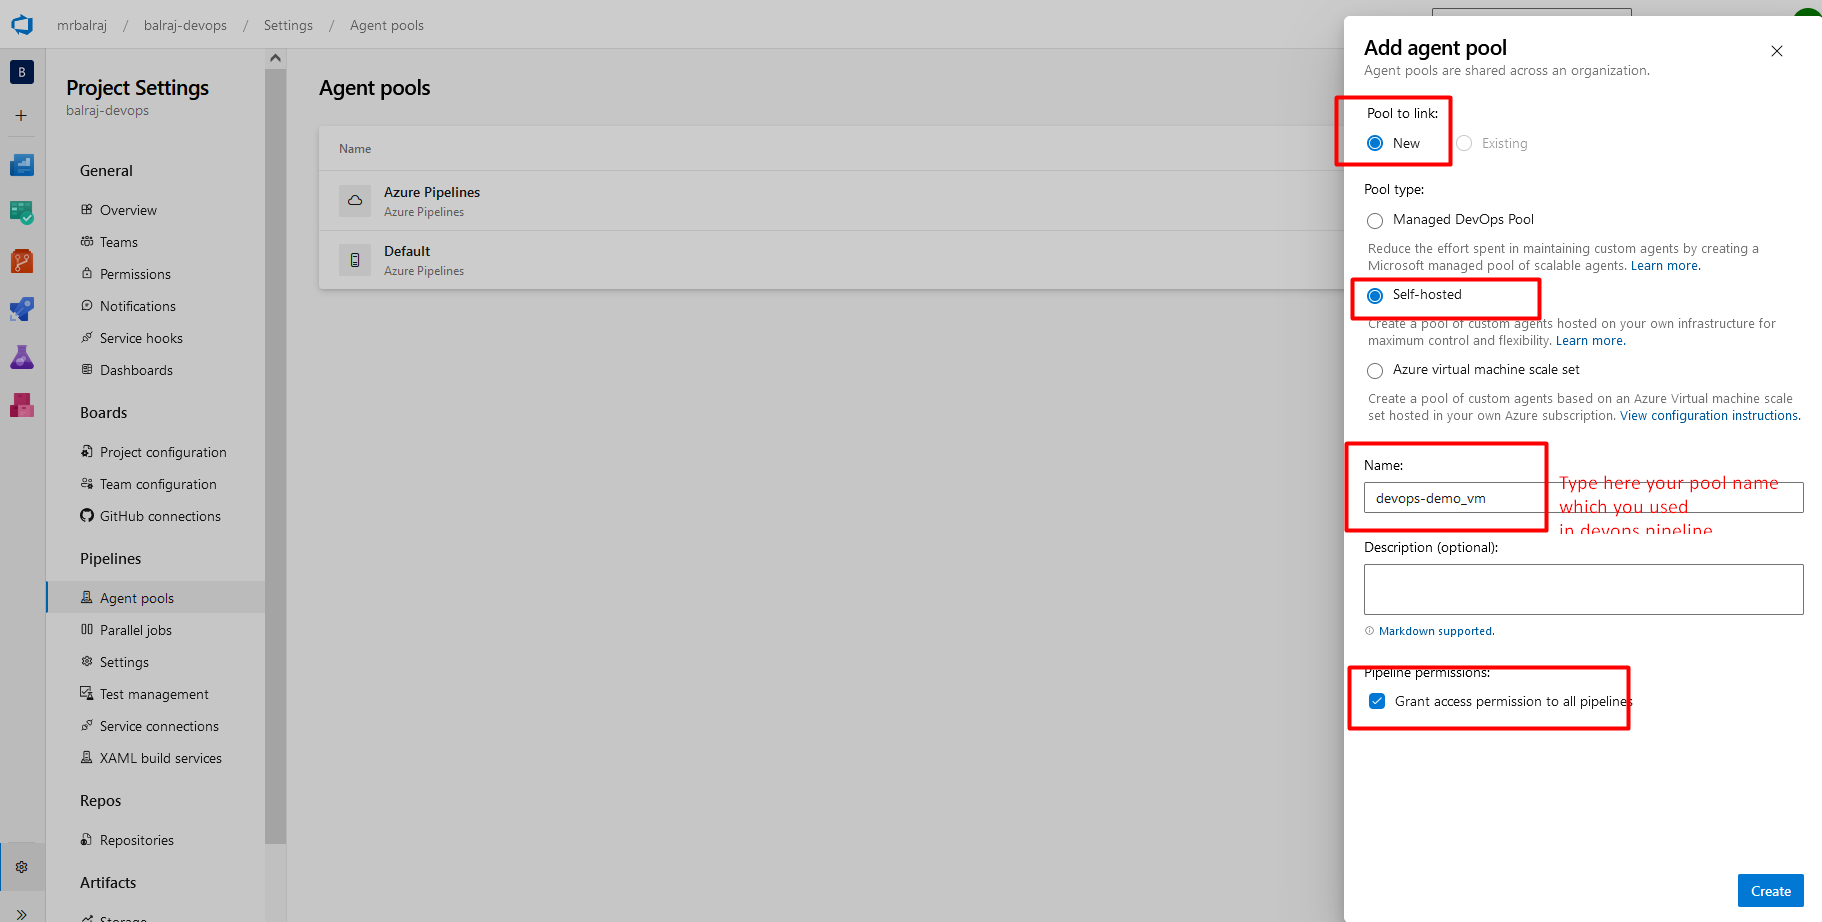 mrbalraj / balraj-devops / Settings / Agent pools
B
Project Settings
balraj-devops
General
Overview
Teams
Permissions
Notifications
Service hooks
Dashboards
Boards
Project configuration
Team configuration
GitHub connections
Pipelines
Agent pools
Parallel jobs
Settings
Test management
Service connections
XAML build services
Repos
Repositories
Artifacts
Storage
Agent pools
Name
Azure Pipelines
Azure Pipelines
Default
Azure Pipelines
Add agent pool
Agent pools are shared across an organization.
Pool to link:
New Existing
Pool type:
Managed DevOps Pool
Reduce the effort spent in maintaining custom agents by creating a
Microsoft managed pool of scalable agents. Learn more.
Self-hosted
Create a pool of custom agents hosted on your own infrastructure for
maximum control and flexibility. Learn more.
Azure virtual machine scale set
Create a pool of custom agents based on an Azure Virtual machine scale
set hosted in your own Azure subscription. View configuration instructions.
Name:
devops-demo_vm
Type here your pool name
which you used
in devops pipeline
Description (optional):
Markdown supported.
Pipeline permissions:
Grant access permission to all pipelines
Create